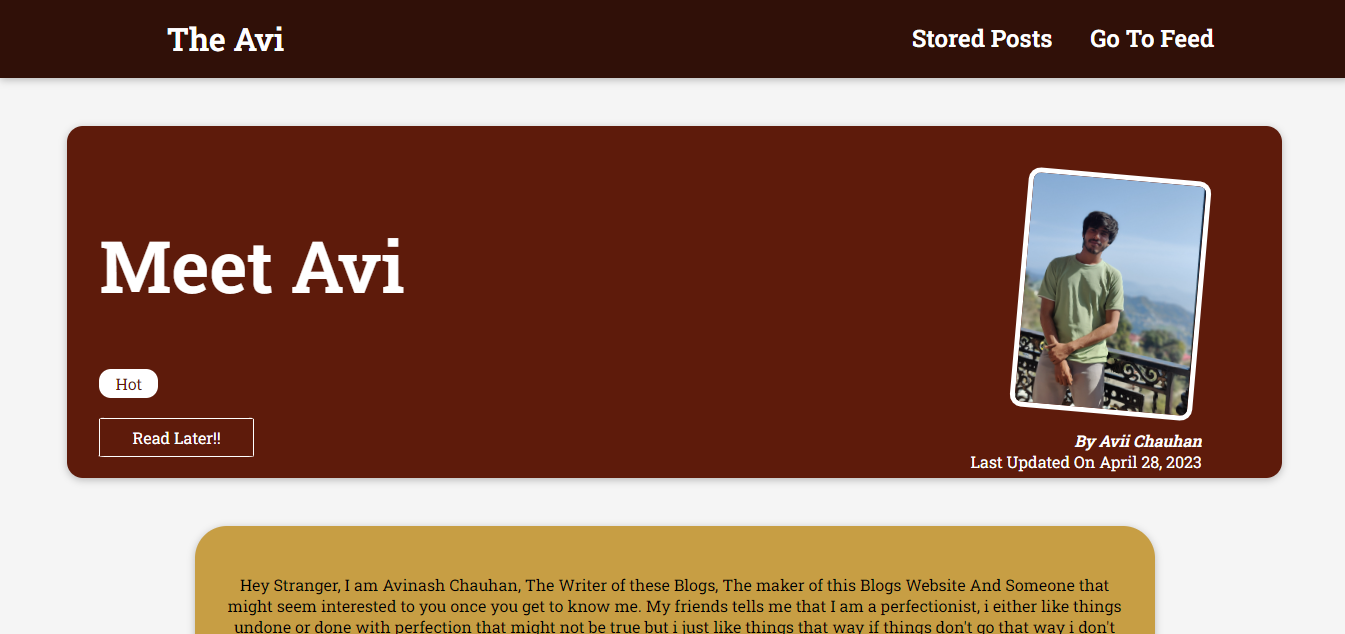 The Avi
Stored Posts
Go To Feed
Meet Avi
Hot
Read Later!!
By Avii Chauhan
Last Updated On April 28, 2023
Hey Stranger, I am Avinash Chauhan, The Writer of these Blogs, The maker of this Blogs Website And Someone that
might seem interested to you once you get to know me. My friends tells me that I am a perfectionist, i either like things
undone or done with perfection that might not be true but i just like things that way if things don't go that way i don't